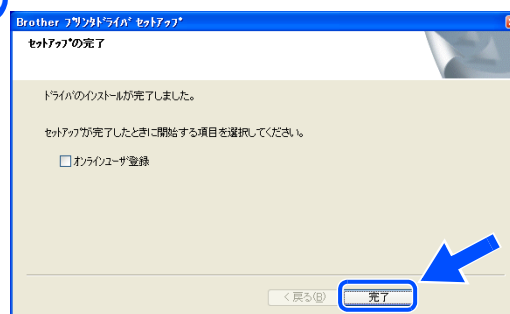 Brother ﾌﾟﾘﾝﾀﾄﾞﾗｲﾊﾞ ｾｯﾄｱｯﾌﾟ
ｾｯﾄｱｯﾌﾟの完了
ﾄﾞﾗｲﾊﾞのｲﾝｽﾄｰﾙが完了しました。
ｾｯﾄｱｯﾌﾟが完了したときに開始する項目を選択してください。
ｵﾝﾗｲﾝﾕｰｻﾞ登録
< 戻る(B)
完了